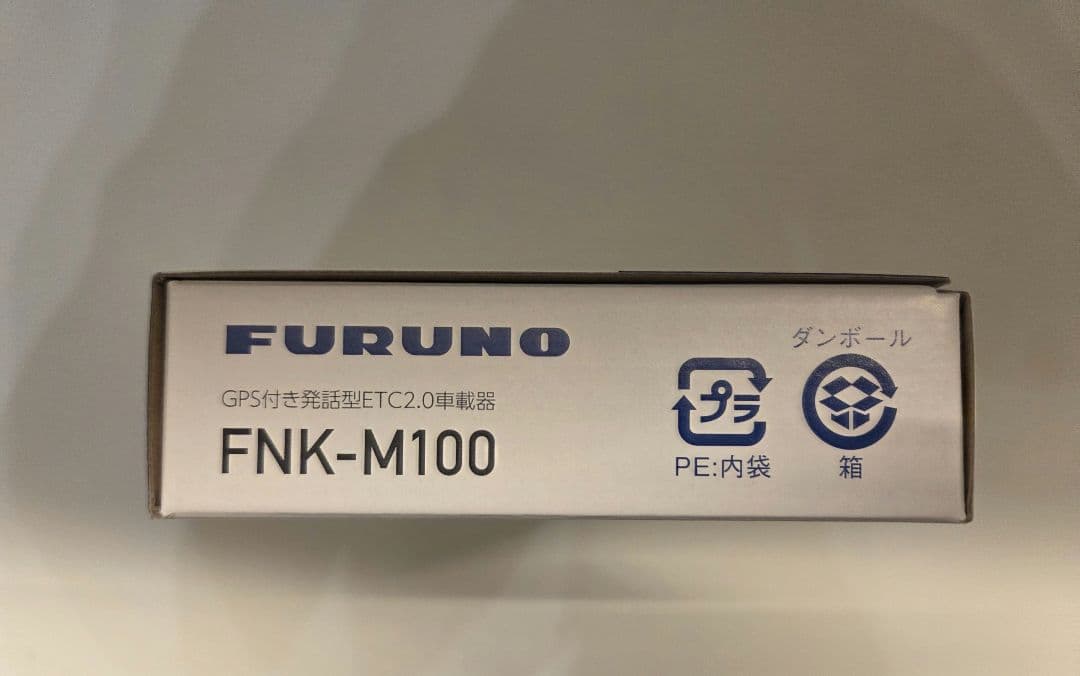 FURUNO
GPS付き発話型ETC2.0車載器
FNK-M100
プラ
PE:内袋
ダンボール
箱